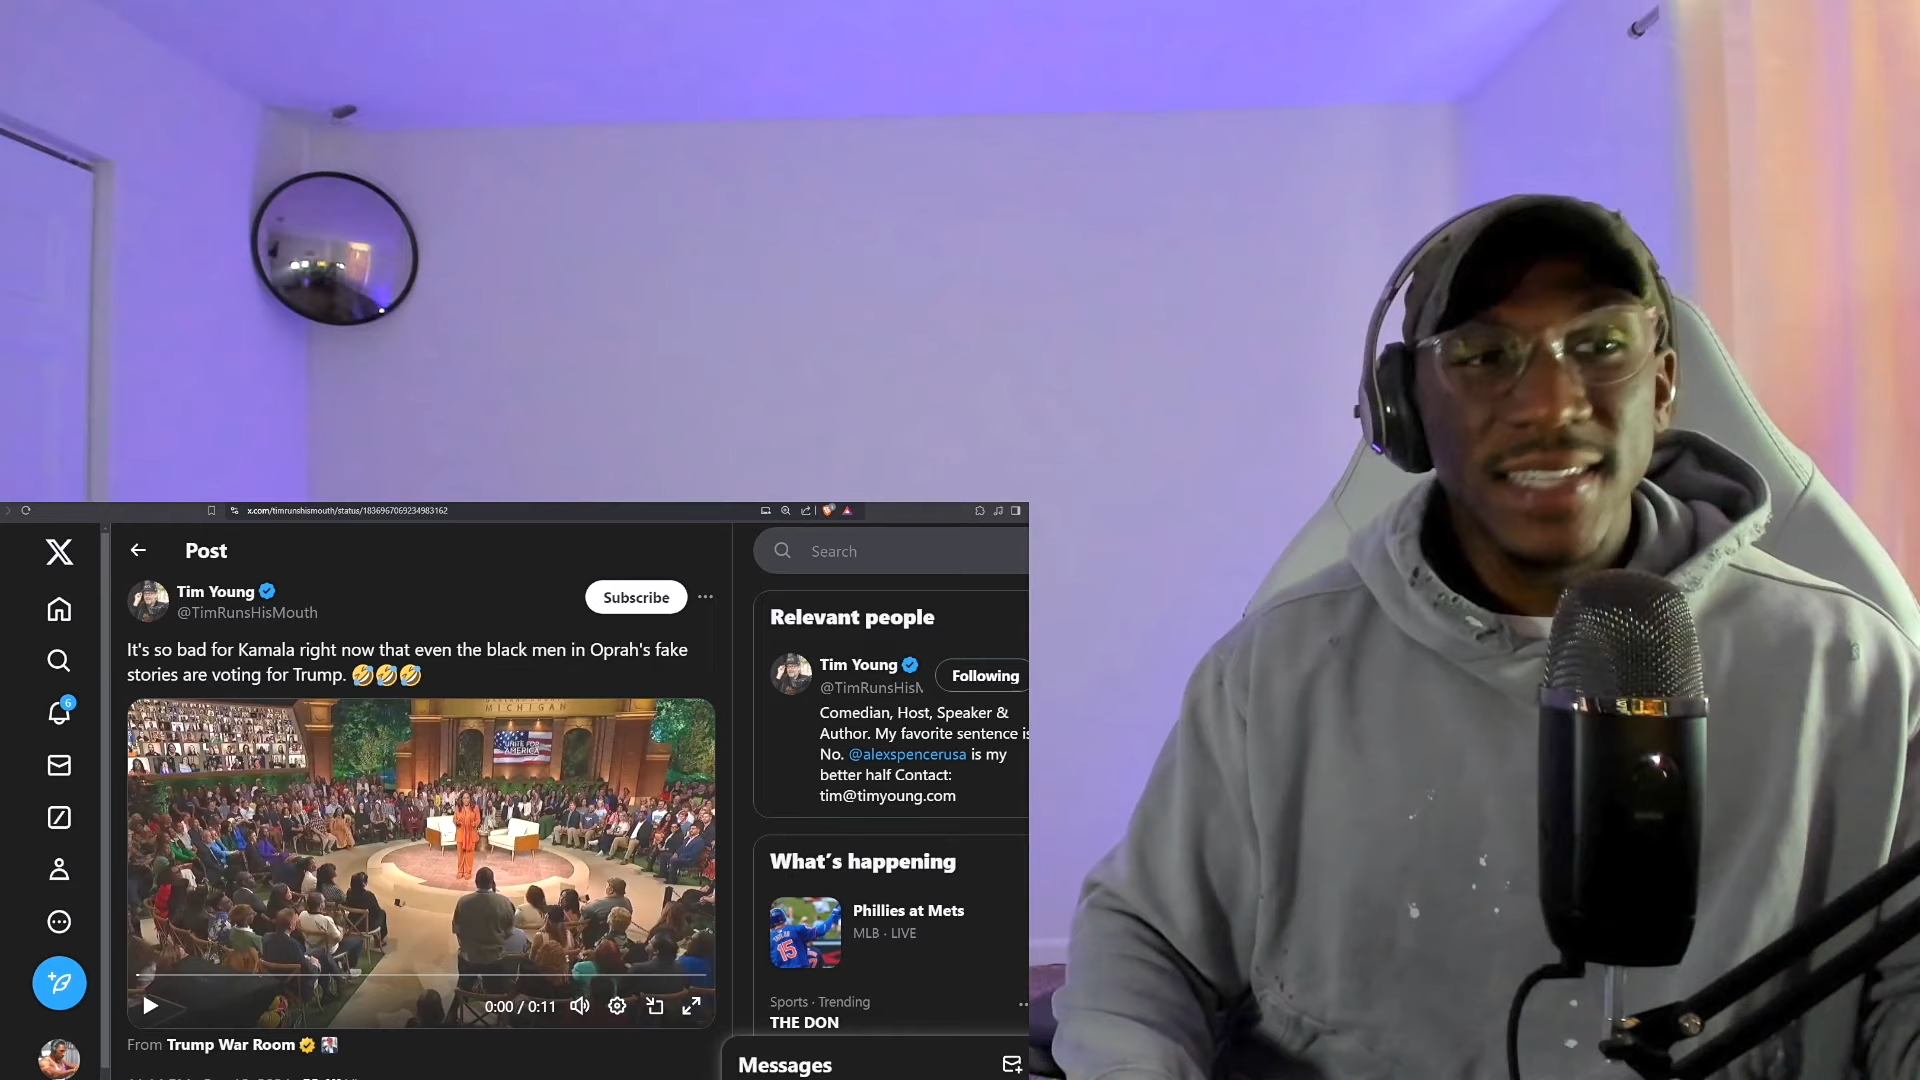 x.com/timrunshismouth/status/1836967069234983162
Post
Search
Tim Young
@TimRunsHisMouth
Subscribe
It's so bad for Kamala right now that even the black men in Oprah's fake
stories are voting for Trump. 🤣🤣🤣
MICHIGAN
UNITE FOR
AMERICA
0:00 / 0:11
From Trump War Room
Relevant people
Tim Young
@TimRunsHisM
Following
Comedian, Host, Speaker &
Author. My favorite sentence is
No. @alexspencerusa is my
better half Contact:
tim@timyoung.com
What's happening
Phillies at Mets
MLB · LIVE
15
Sports · Trending
THE DON
Messages
6